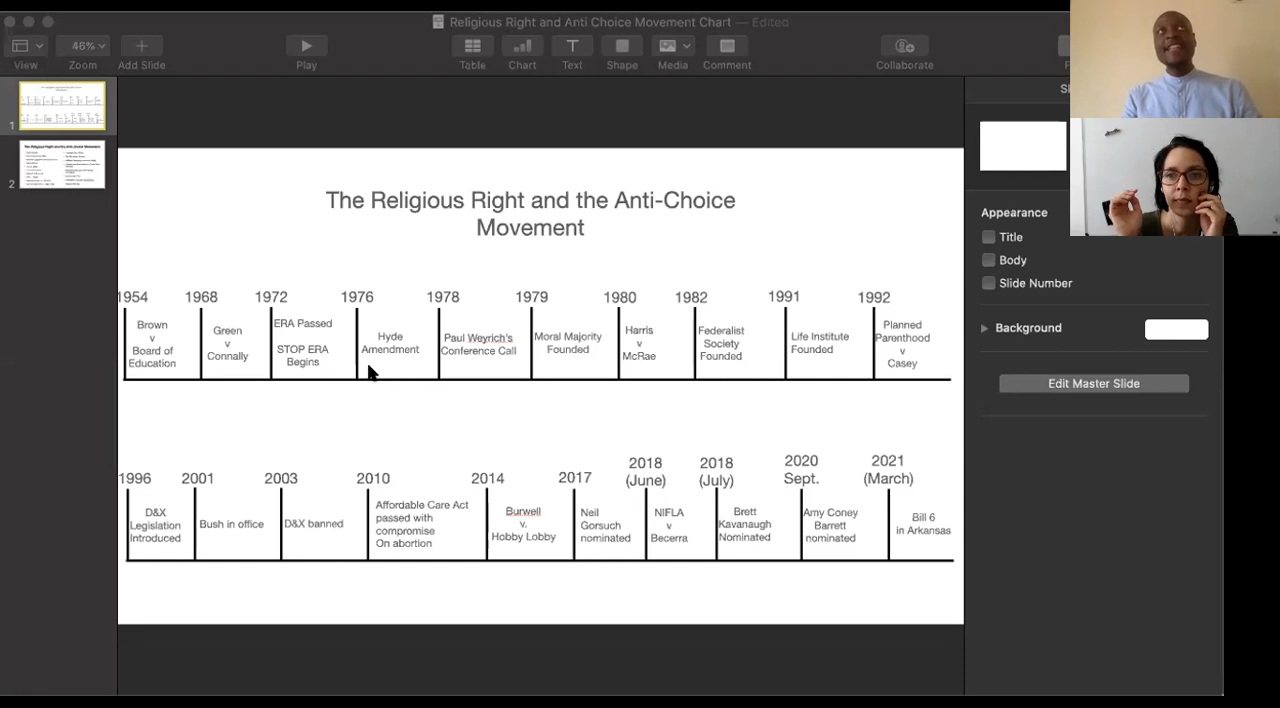 Religious Right and Anti Choice Movement Chart — Edited
46%
View
Zoom
Add Slide
Play
Table
Chart
Text
Shape
Media
Comment
Collaborate
1
2
The Religious Right and the Anti-Choice
Movement
1954
1968
1972
1976
1978
1979
1980
1982
1991
1992
Brown
v
Board of
Education
Green
v
Connally
ERA Passed
STOP ERA
Begins
Hyde
Amendment
Paul Weyrich's
Conference Call
Moral Majority
Founded
Harris
v
McRae
Federalist
Society
Founded
Life Institute
Founded
Planned
Parenthood
v
Casey
1996
2001
2003
2010
2014
2017
2018
(June)
2018
(July)
2020
Sept.
2021
(March)
D&X
Legislation
Introduced
Bush in office
D&X banned
Affordable Care Act
passed with
compromise
On abortion
Burwell
v.
Hobby Lobby
Neil
Gorsuch
nominated
NIFLA
v
Becerra
Brett
Kavanaugh
Nominated
Amy Coney
Barrett
nominated
Bill 6
in Arkansas
Appearance
Title
Body
Slide Number
Background
Edit Master Slide